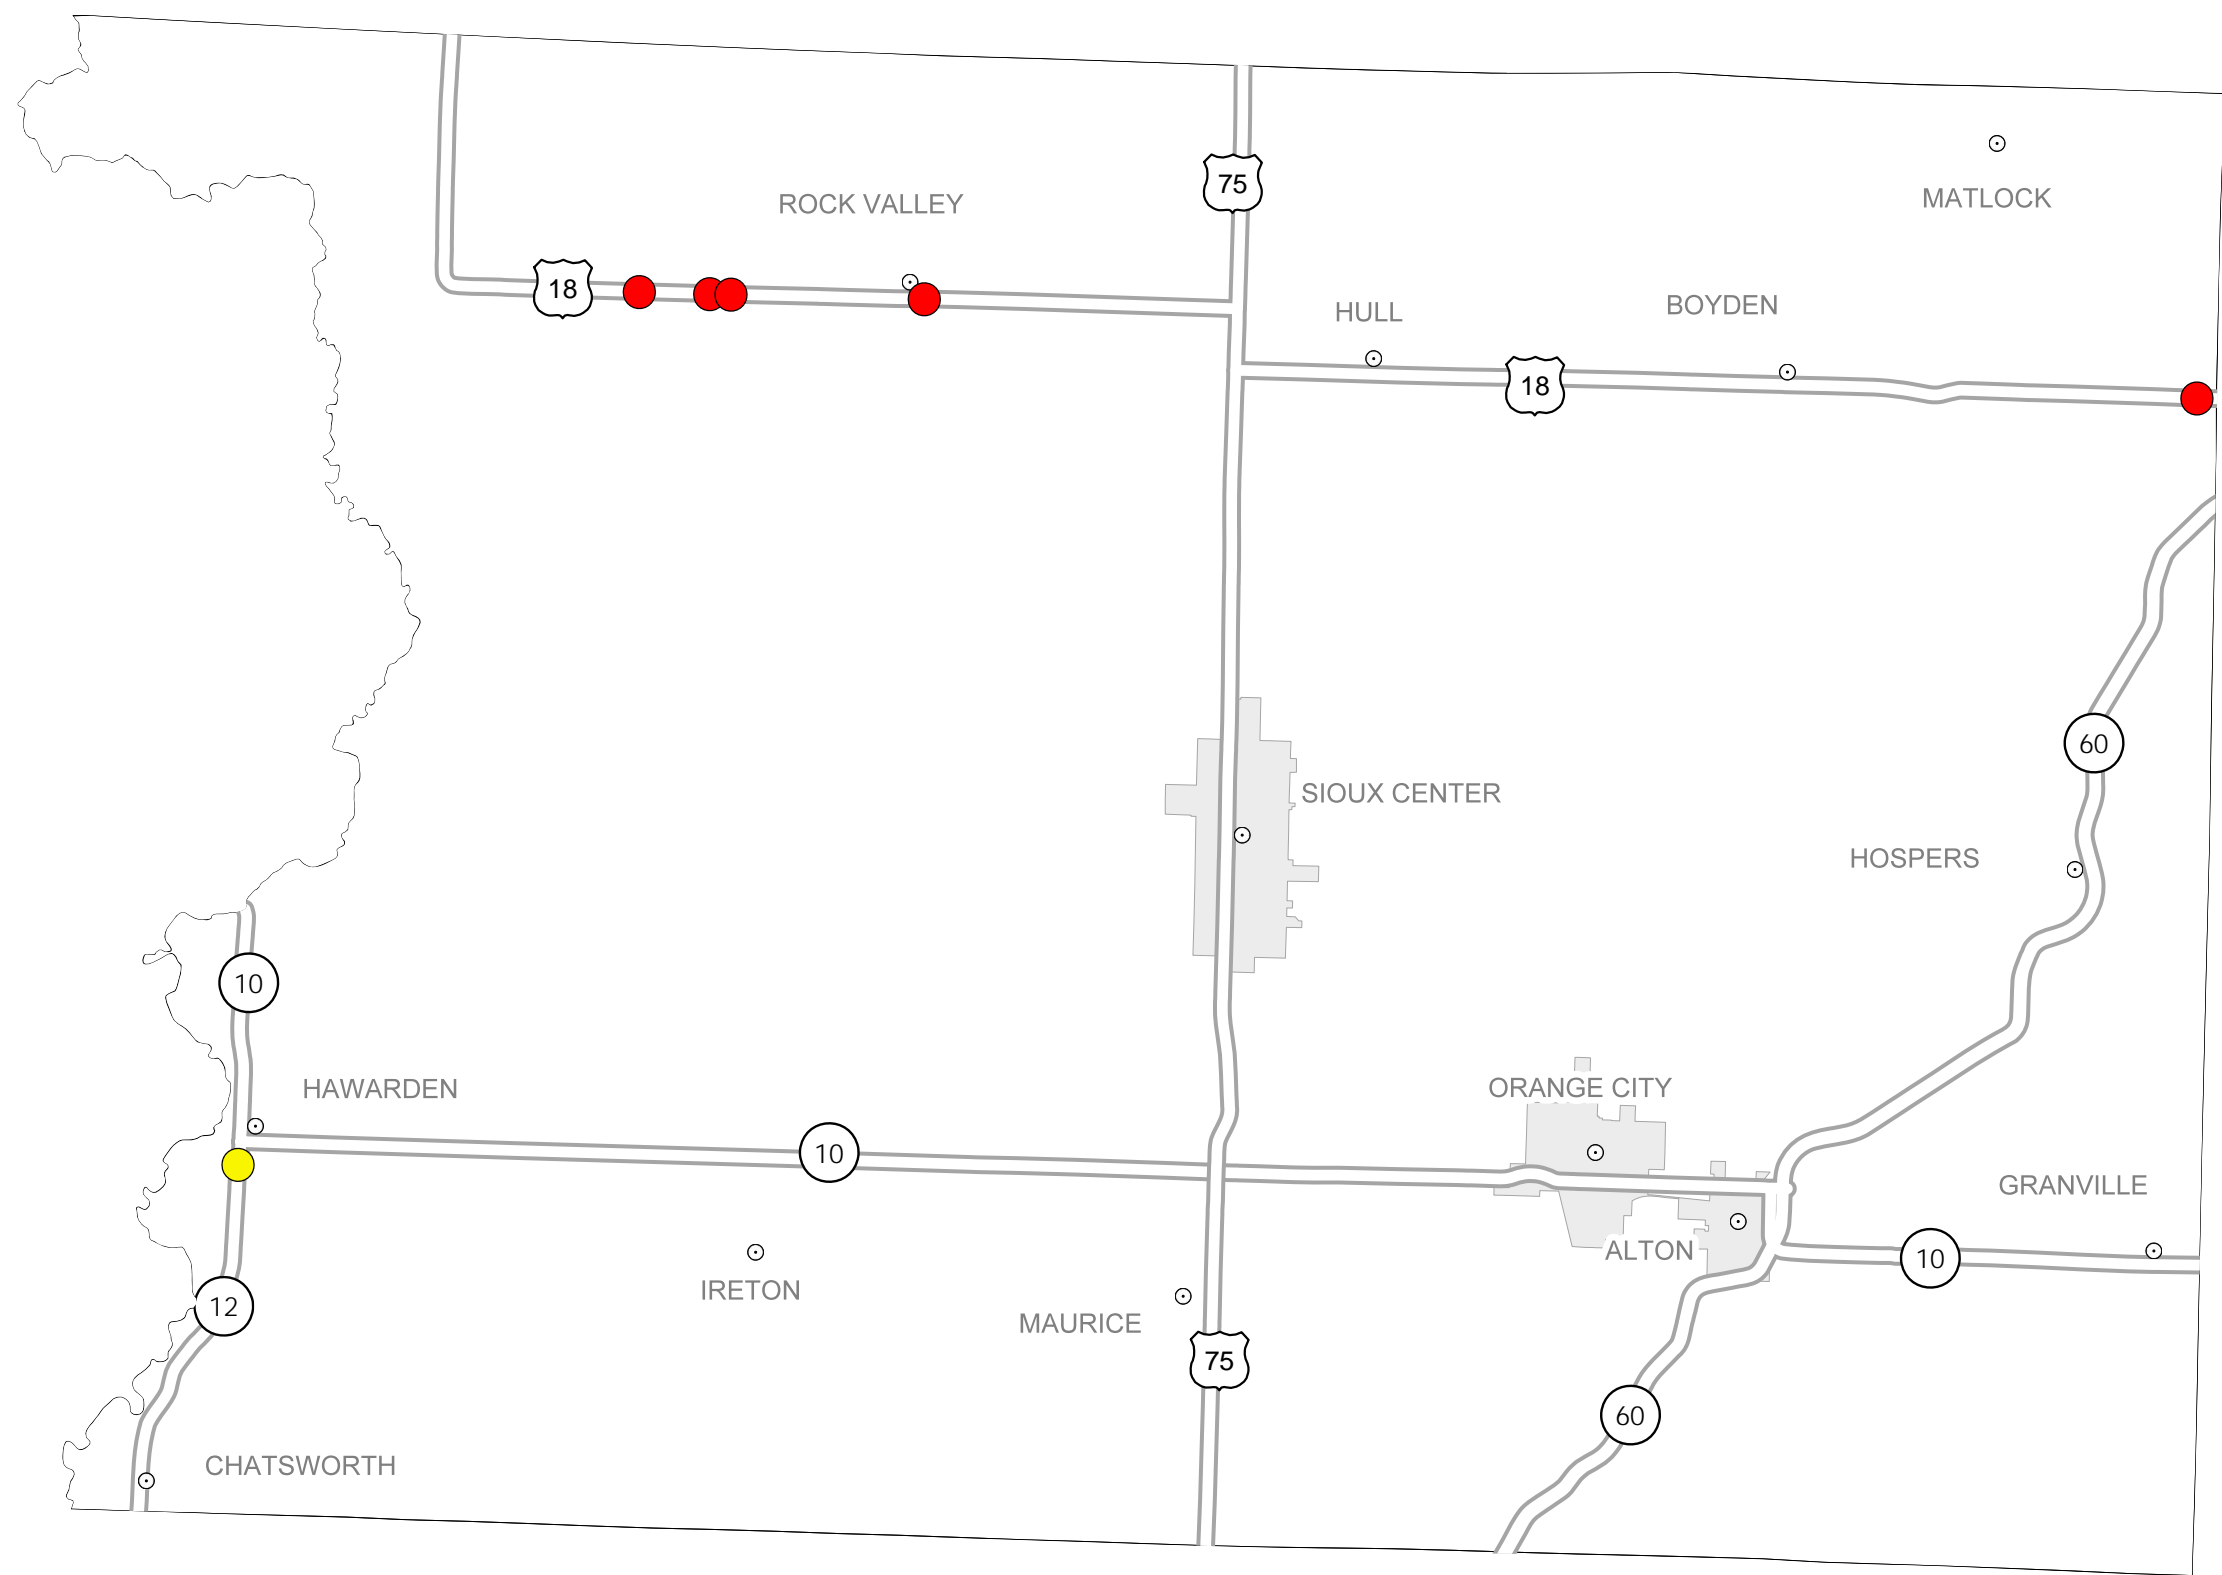 75
MATLOCK
ROCK VALLEY
18
HULL
BOYDEN
18
60
SIOUX CENTER
HOSPERS
10
HAWARDEN
ORANGE CITY
10
GRANVILLE
ALTON
10
IRETON
12
MAURICE
75
60
CHATSWORTH